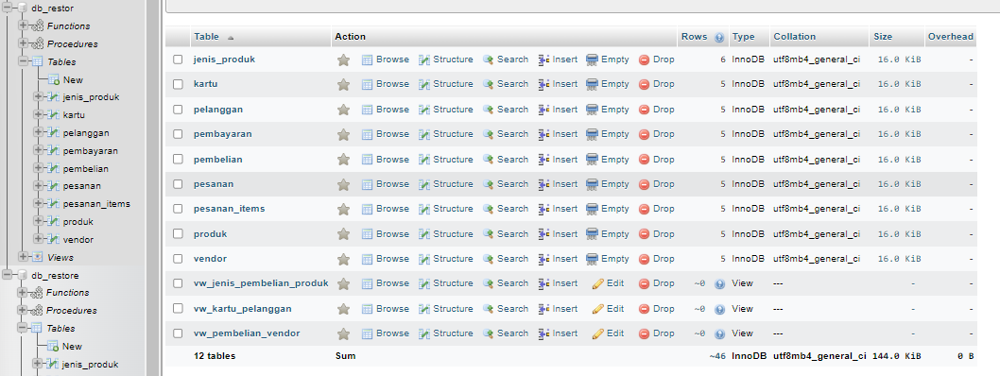 db_restor
Functions
Procedures
Tables
New
jenis_produk
kartu
pelanggan
pembayaran
pembelian
pesanan
pesanan_items
produk
vendor
Views
db_restore
Functions
Procedures
Tables
New
jenis_produk
Table Action Rows Type Collation Size Overhead
jenis_produk Browse Structure Search Insert Empty Drop 6 InnoDB utf8mb4_general_ci 16.0 KiB -
kartu Browse Structure Search Insert Empty Drop 5 InnoDB utf8mb4_general_ci 16.0 KiB -
pelanggan Browse Structure Search Insert Empty Drop 5 InnoDB utf8mb4_general_ci 16.0 KiB -
pembayaran Browse Structure Search Insert Empty Drop 5 InnoDB utf8mb4_general_ci 16.0 KiB -
pembelian Browse Structure Search Insert Empty Drop 5 InnoDB utf8mb4_general_ci 16.0 KiB -
pesanan Browse Structure Search Insert Empty Drop 5 InnoDB utf8mb4_general_ci 16.0 KiB -
pesanan_items Browse Structure Search Insert Empty Drop 5 InnoDB utf8mb4_general_ci 16.0 KiB -
produk Browse Structure Search Insert Empty Drop 5 InnoDB utf8mb4_general_ci 16.0 KiB -
vendor Browse Structure Search Insert Empty Drop 5 InnoDB utf8mb4_general_ci 16.0 KiB -
vw_jenis_pembelian_produk Browse Structure Search Insert Edit Drop ~0 View --- - -
vw_kartu_pelanggan Browse Structure Search Insert Edit Drop ~0 View --- - -
vw_pembelian_vendor Browse Structure Search Insert Edit Drop ~0 View --- - -
12 tables Sum ~46 InnoDB utf8mb4_general_ci 144.0 KiB 0 B